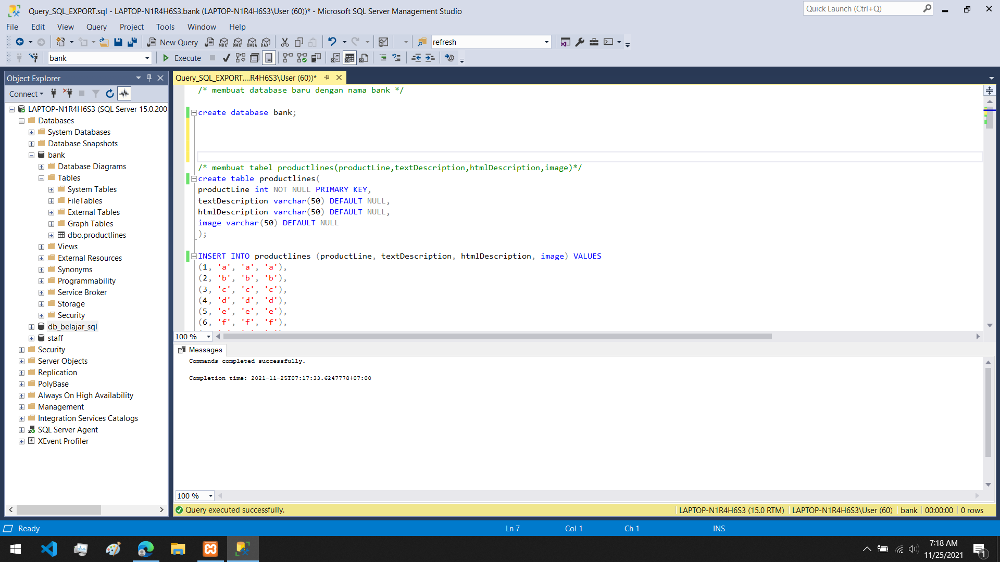 Query_SQL_EXPORT.sql - LAPTOP-N1R4H6S3.bank (LAPTOP-N1R4H6S3\User (60))* - Microsoft SQL Server Management Studio
Quick Launch (Ctrl+Q)
File Edit View Query Project Tools Window Help
New Query MDX DMX XMLA DAX refresh
bank Execute
Object Explorer
Connect
LAPTOP-N1R4H6S3 (SQL Server 15.0.200
Databases
System Databases
Database Snapshots
bank
Database Diagrams
Tables
System Tables
FileTables
External Tables
Graph Tables
dbo.productlines
Views
External Resources
Synonyms
Programmability
Service Broker
Storage
Security
db_belajar_sql
staff
Security
Server Objects
Replication
PolyBase
Always On High Availability
Management
Integration Services Catalogs
SQL Server Agent
XEvent Profiler
Query_SQL_EXPORT....R4H6S3\User (60))*
/* membuat database baru dengan nama bank */
create database bank;
/* membuat tabel productlines(productLine,textDescription,htmlDescription,image)*/
create table productlines(
productLine int NOT NULL PRIMARY KEY,
textDescription varchar(50) DEFAULT NULL,
htmlDescription varchar(50) DEFAULT NULL,
image varchar(50) DEFAULT NULL
);
INSERT INTO productlines (productLine, textDescription, htmlDescription, image) VALUES
(1, 'a', 'a', 'a'),
(2, 'b', 'b', 'b'),
(3, 'c', 'c', 'c'),
(4, 'd', 'd', 'd'),
(5, 'e', 'e', 'e'),
(6, 'f', 'f', 'f'),
100 %
Messages
Commands completed successfully.
Completion time: 2021-11-25T07:17:33.6247778+07:00
100 %
Query executed successfully.
LAPTOP-N1R4H6S3 (15.0 RTM) LAPTOP-N1R4H6S3\User (60) bank 00:00:00 0 rows
Ready Ln 7 Col 1 Ch 1 INS
7:18 AM
11/25/2021
1